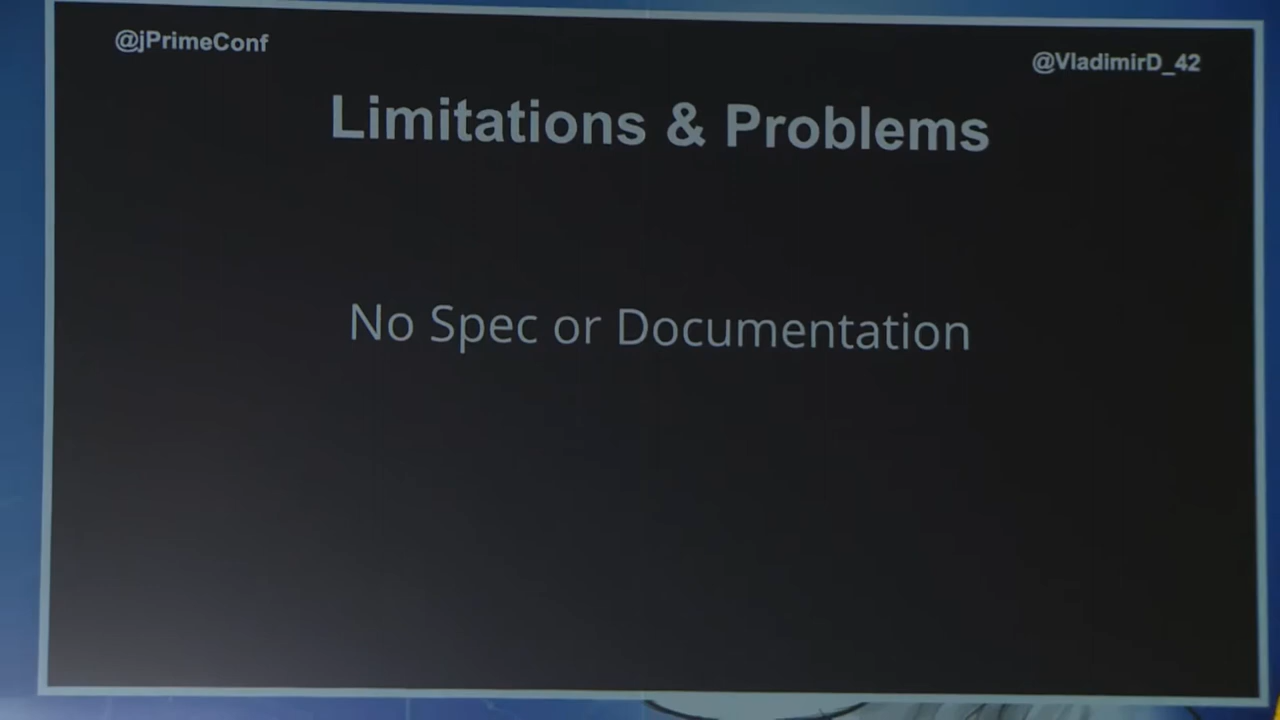 @jPrimeConf
@VladimirD_42
Limitations & Problems
No Spec or Documentation